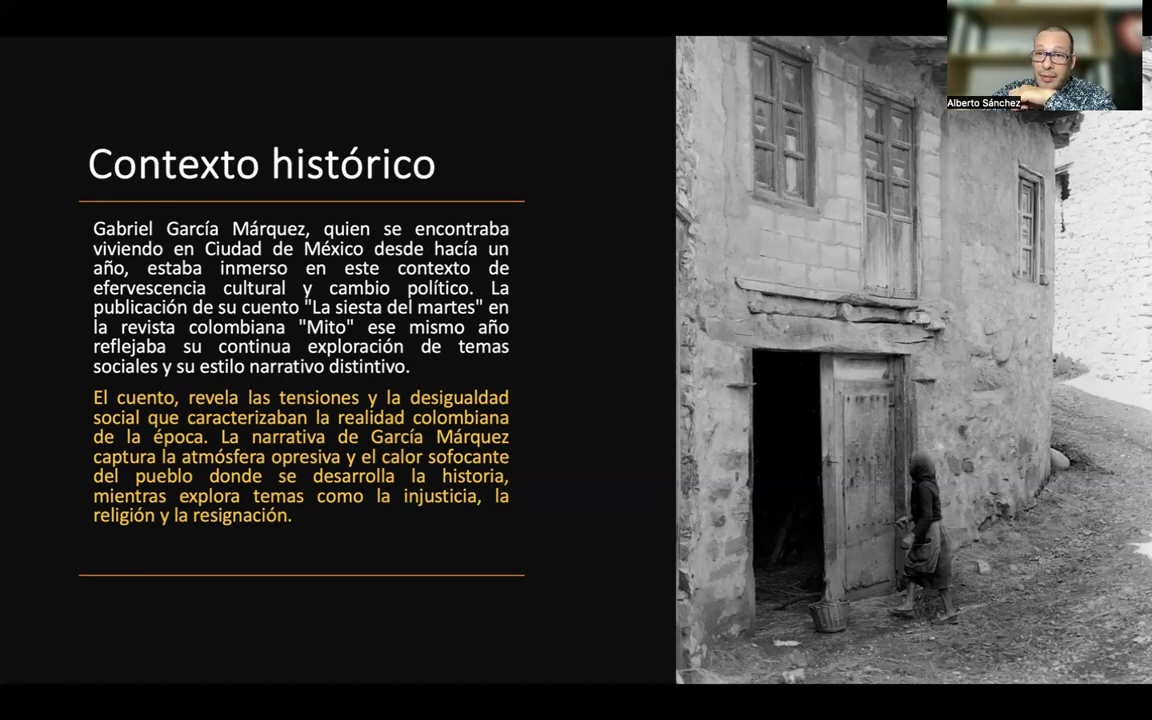 Alberto Sánchez
Contexto histórico
Gabriel García Márquez, quien se encontraba
viviendo en Ciudad de México desde hacía un
año, estaba inmerso en este contexto de
efervescencia cultural y cambio político. La
publicación de su cuento "La siesta del martes" en
la revista colombiana "Mito" ese mismo año
reflejaba su continua exploración de temas
sociales y su estilo narrativo distintivo.
El cuento, revela las tensiones y la desigualdad
social que caracterizaban la realidad colombiana
de la época. La narrativa de García Márquez
captura la atmósfera opresiva y el calor sofocante
del pueblo donde se desarrolla la historia,
mientras explora temas como la injusticia, la
religión y la resignación.